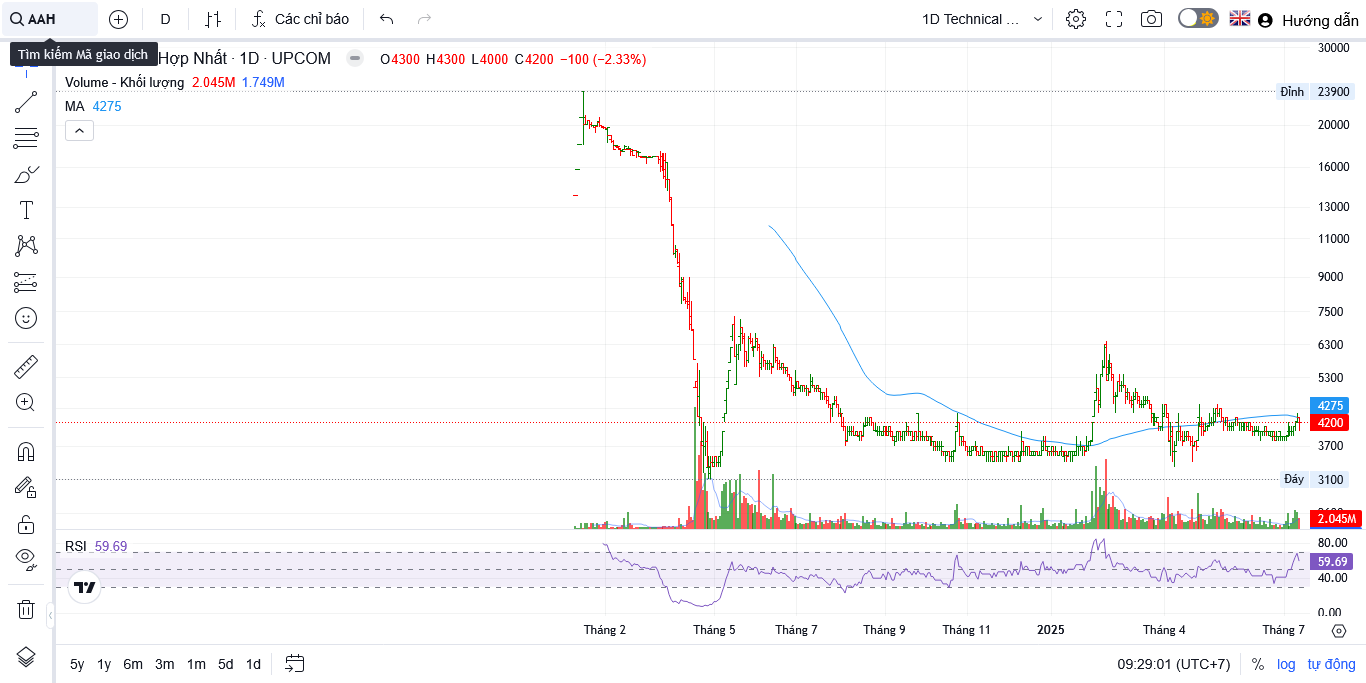 AAH
D
Các chỉ báo
1D Technical ...
Hướng dẫn
Tìm kiếm Mã giao dịch
Hợp Nhất · 1D · UPCOM
O4300 H4300 L4000 C4200 −100 (−2.33%)
Volume - Khối lượng 2.045M 1.749M
MA 4275
30000
Đỉnh 23900
20000
16000
13000
11000
9000
7500
6300
5300
4275
4200
3700
Đáy 3100
2.045M
RSI 59.69
80.00
59.69
40.00
0.00
Tháng 2 Tháng 5 Tháng 7 Tháng 9 Tháng 11 2025 Tháng 4 Tháng 7
5y 1y 6m 3m 1m 5d 1d
09:29:01 (UTC+7) % log tự động